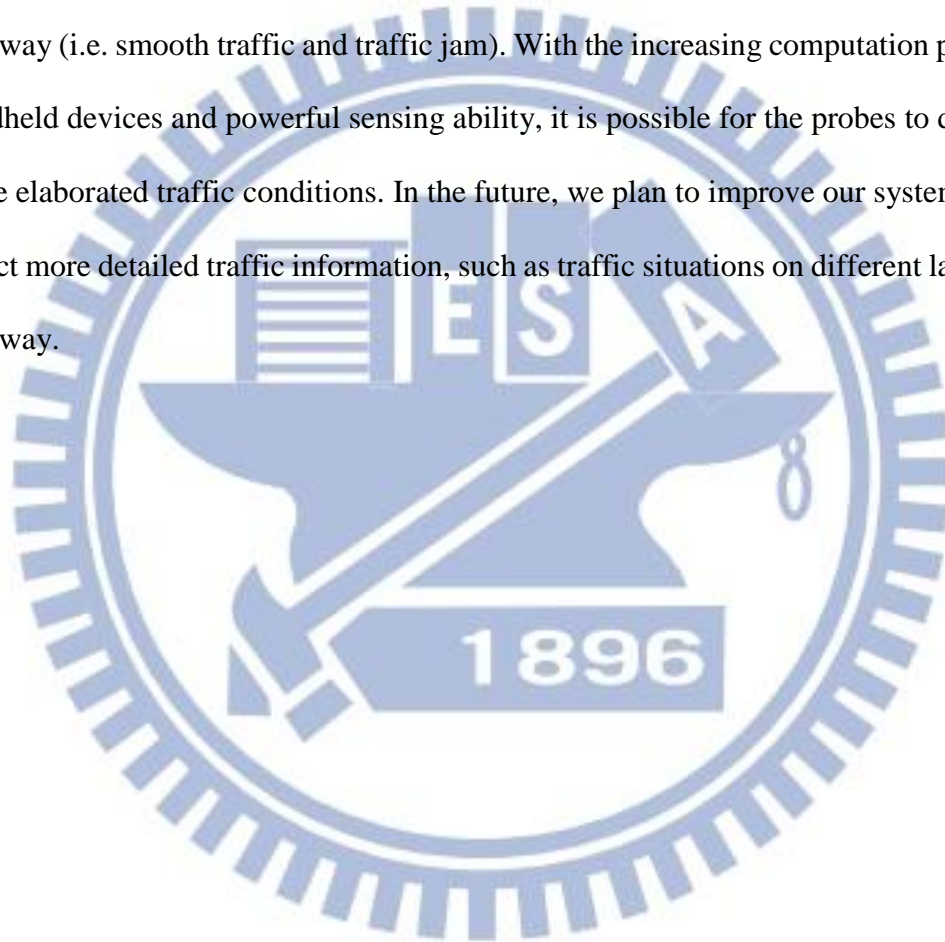 way (i.e. smooth traffic and traffic jam). With the increasing computation p
lheld devices and powerful sensing ability, it is possible for the probes to
e elaborated traffic conditions. In the future, we plan to improve our system
ct more detailed traffic information, such as traffic situations on different la
way.
E S A
1896